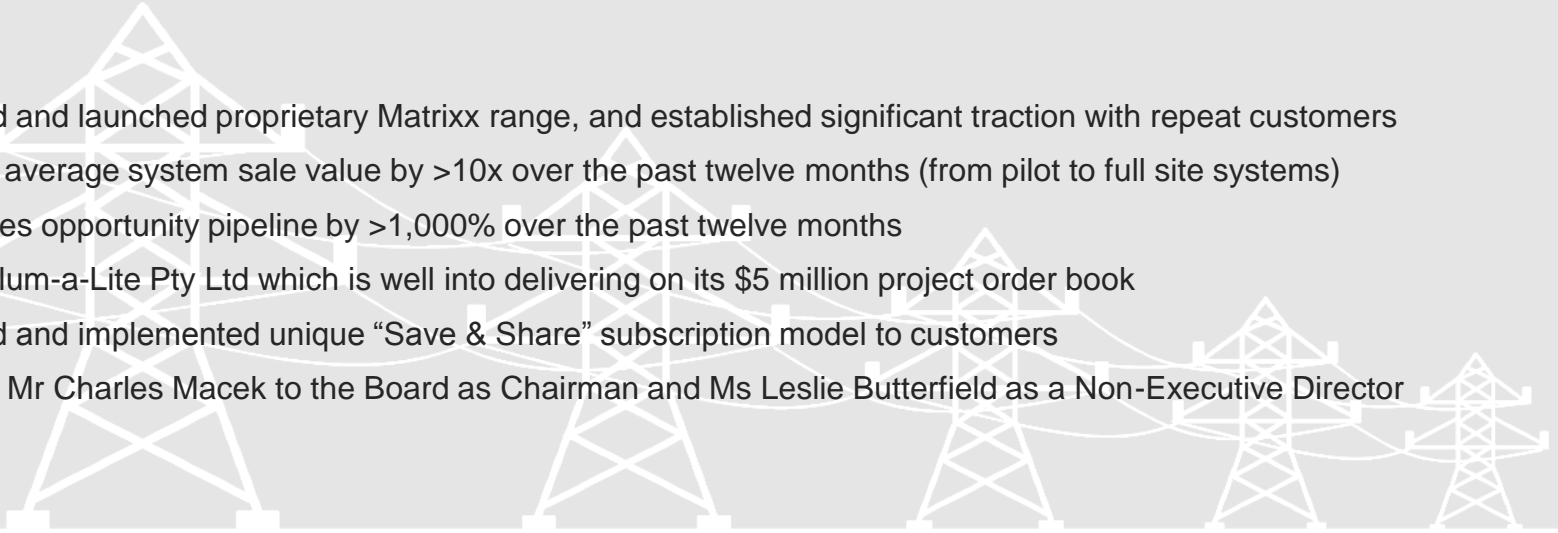 and launched proprietary Matrixx range, and established significant traction with repeat customers
average system sale value by >10x over the past twelve months (from pilot to full site systems)
opportunity pipeline by >1,000% over the past twelve months
lum-a-Lite Pty Ltd which is well into delivering on its $5 million project order book
and implemented unique “Save & Share” subscription model to customers
Mr Charles Macek to the Board as Chairman and Ms Leslie Butterfield as a Non-Executive Director